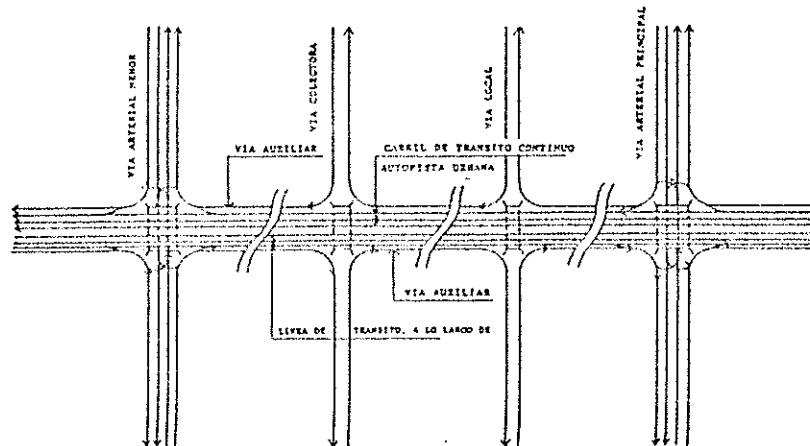 VIA ARTERIAL MENOR
VIA COLECTORA
VIA LOCAL
VIA ARTERIAL PRINCIPAL
VIA AUXILIAR
CARRIL DE TRANSITO CONTINUO
AUTOPISTA URBANA
VIA AUXILIAR
LINEA DE TRANSITO, A LO LARGO DE